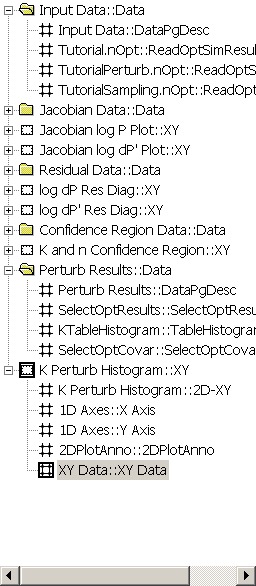 Input Data::Data
Input Data::DataPgDesc
Tutorial.nOpt::ReadOptSimResul
TutorialPerturb.nOpt::ReadOptS
TutorialSampling.nOpt::ReadOpt
Jacobian Data::Data
Jacobian log P Plot::XY
Jacobian log dP' Plot::XY
Residual Data::Data
log dP Res Diag::XY
log dP' Res Diag::XY
Confidence Region Data::Data
K and n Confidence Region::XY
Perturb Results::Data
Perturb Results::DataPgDesc
SelectOptResults::SelectOptResu
KTableHistogram::TableHistogram
SelectOptCovar::SelectOptCova
K Perturb Histogram::XY
K Perturb Histogram::2D-XY
1D Axes::X Axis
1D Axes::Y Axis
2DPlotAnno::2DPlotAnno
XY Data::XY Data